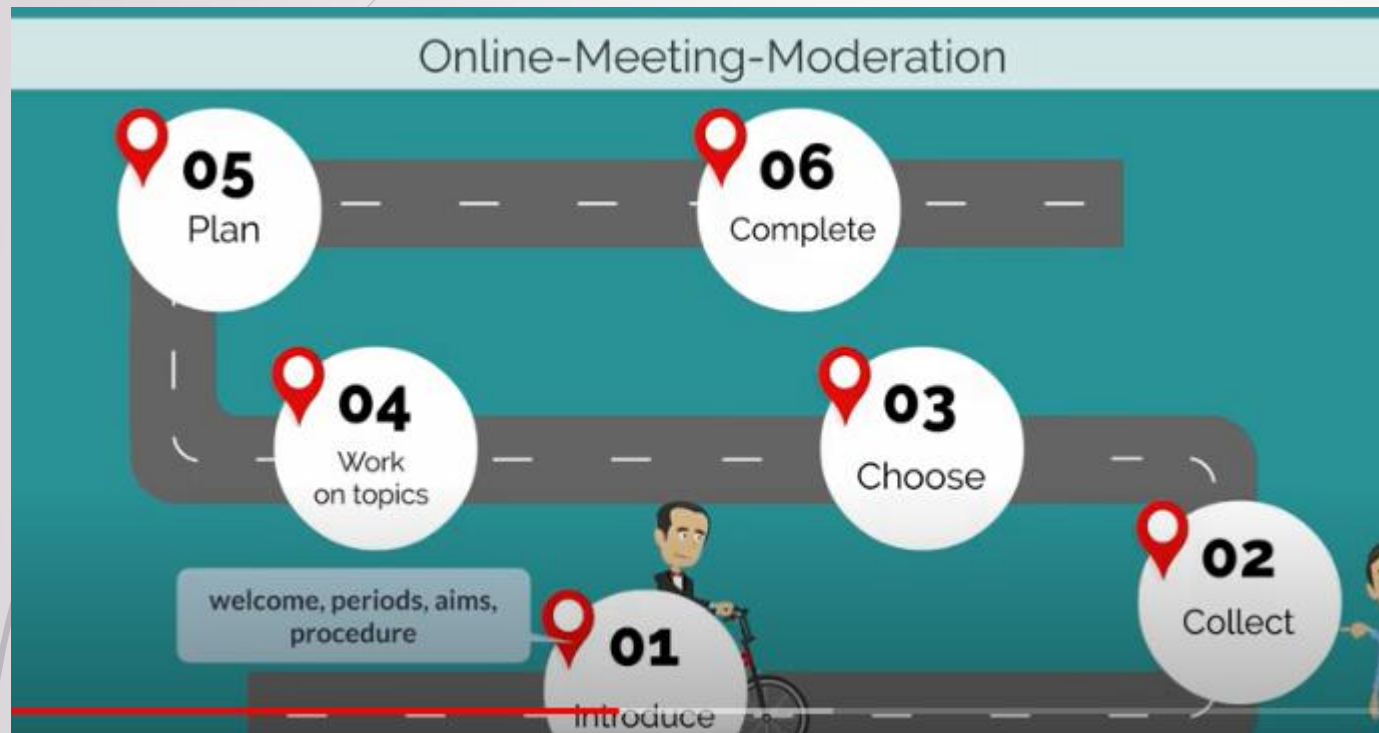 Online-Meeting-Moderation
05
Plan
06
Complete
04
Work
on topics
03
Choose
02
Collect
welcome, periods, aims,
procedure
01
Introduce